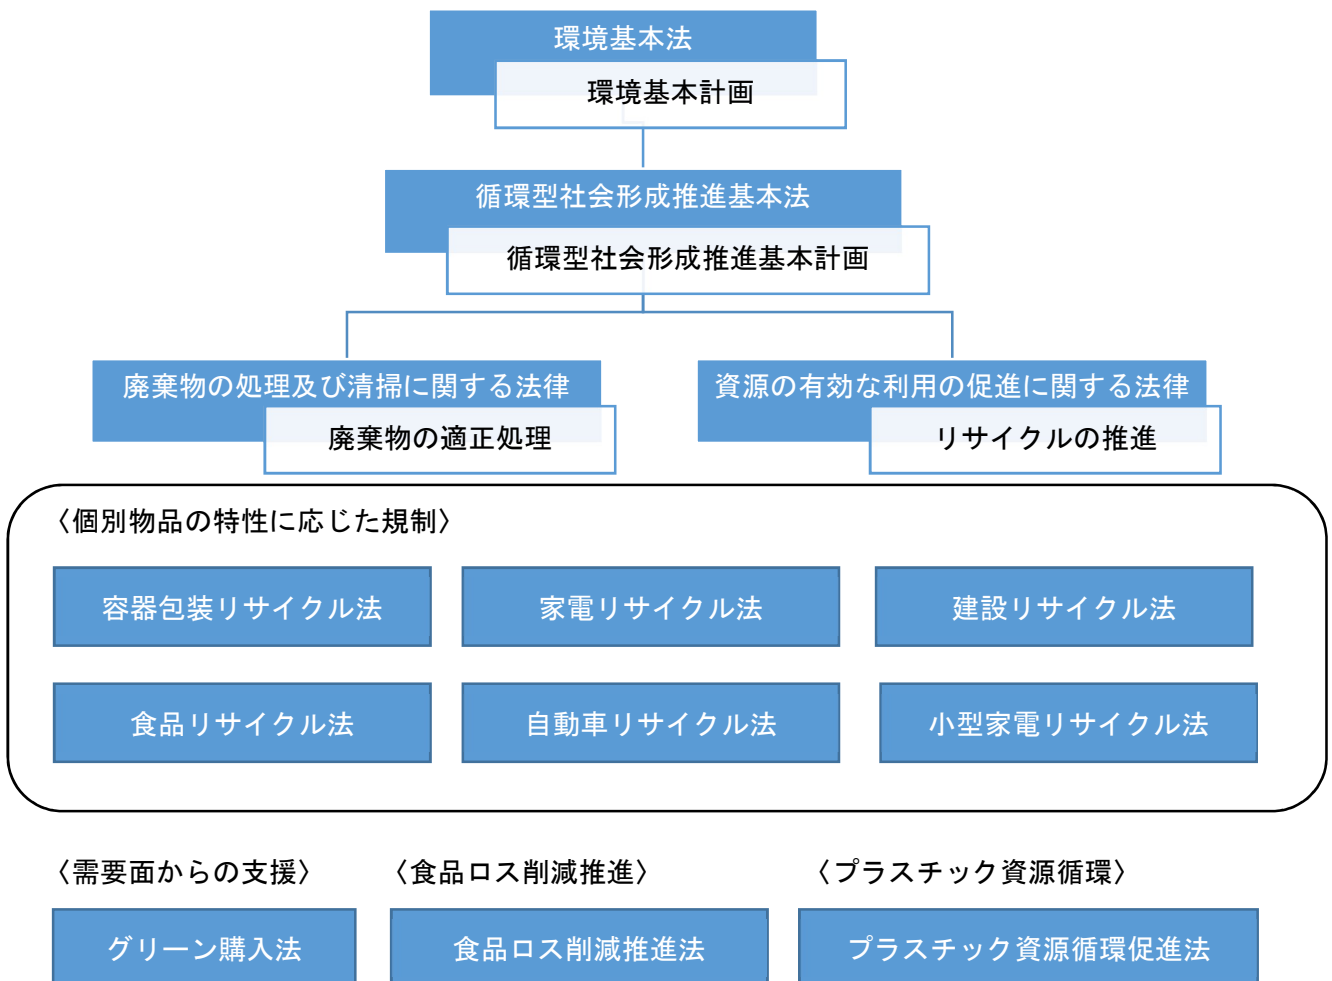 環境基本法
環境基本計画
循環型社会形成推進基本法
循環型社会形成推進基本計画
廃棄物の処理及び清掃に関する法律
廃棄物の適正処理
資源の有効な利用の促進に関する法律
リサイクルの推進
〈個別物品の特性に応じた規制〉
容器包装リサイクル法
家電リサイクル法
建設リサイクル法
食品リサイクル法
自動車リサイクル法
小型家電リサイクル法
〈需要面からの支援〉
〈食品ロス削減推進〉
〈プラスチック資源循環〉
グリーン購入法
食品ロス削減推進法
プラスチック資源循環促進法